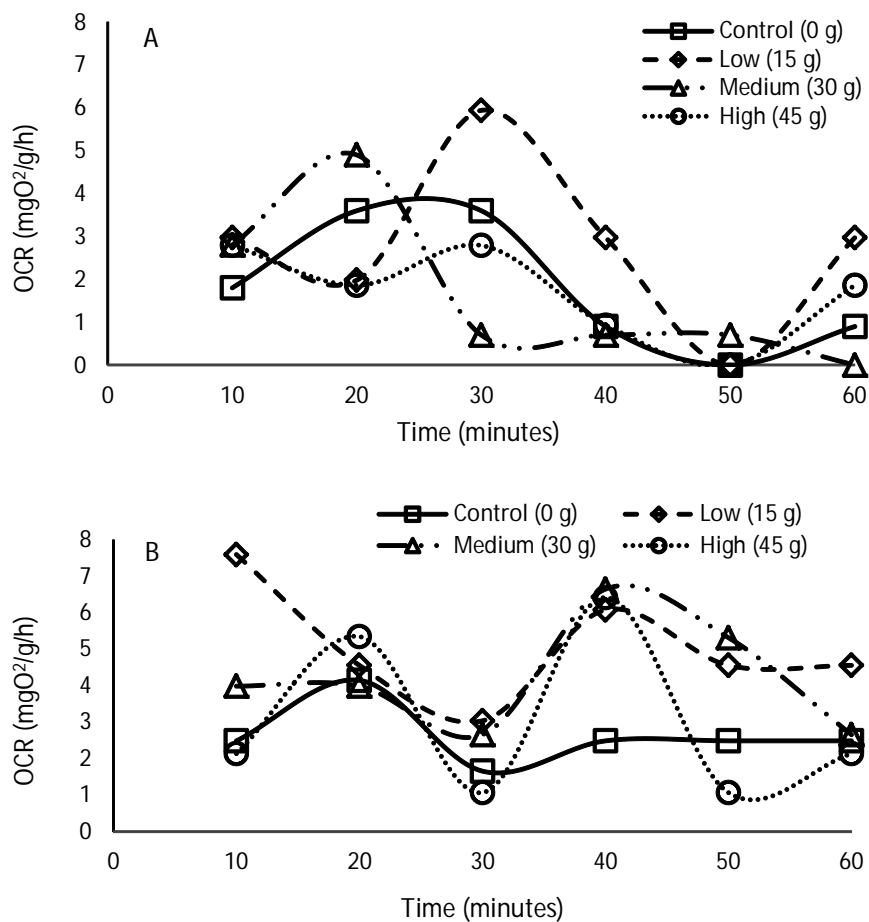 A
Control (0 g)
Low (15 g)
Medium (30 g)
High (45 g)
OCR (mgO²/g/h)
8
7
6
5
4
3
2
1
0
0 10 20 30 40 50 60
Time (minutes)
Control (0 g) Low (15 g)
Medium (30 g) High (45 g)
B
OCR (mgO²/g/h)
8
7
6
5
4
3
2
1
0
0 10 20 30 40 50 60
Time (minutes)